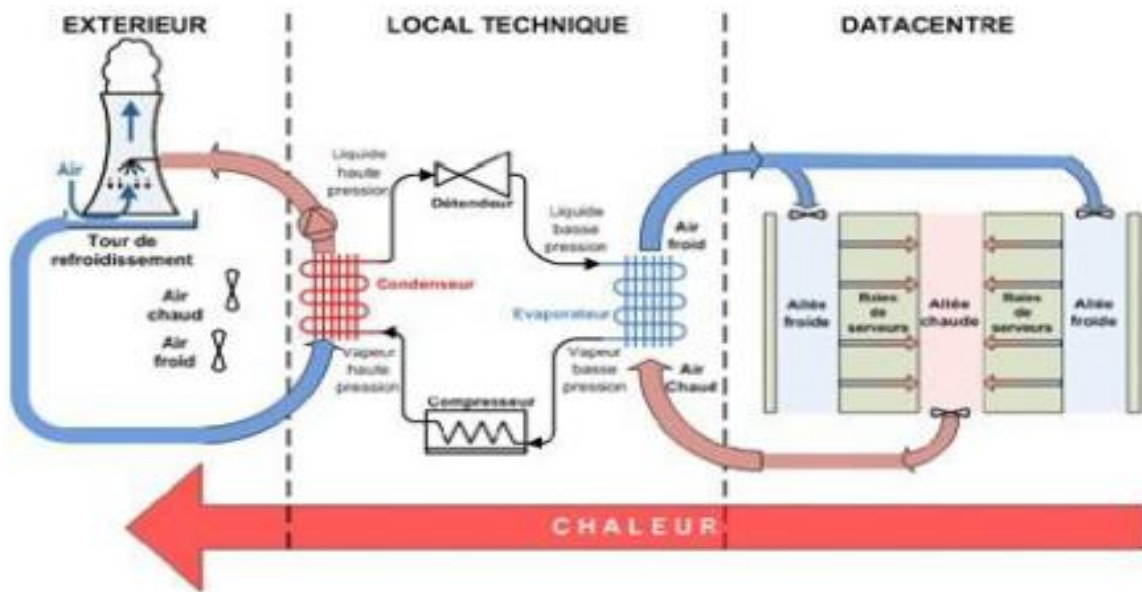 EXTERIEUR
LOCAL TECHNIQUE
DATACENTRE
Air
Tour de
refroidissement
Air
chaud
Air
froid
Liquide
haute
pression
Détendeur
Liquide
basse
pression
Condenseur
Evaporateur
Vapeur
haute
pression
Compresseur
Vapeur
basse
pression
Air
froid
Air
Chaud
Allée
froide
Baies
de
serveurs
Allée
chaude
Baies
de
serveurs
Allée
froide
CHALEUR